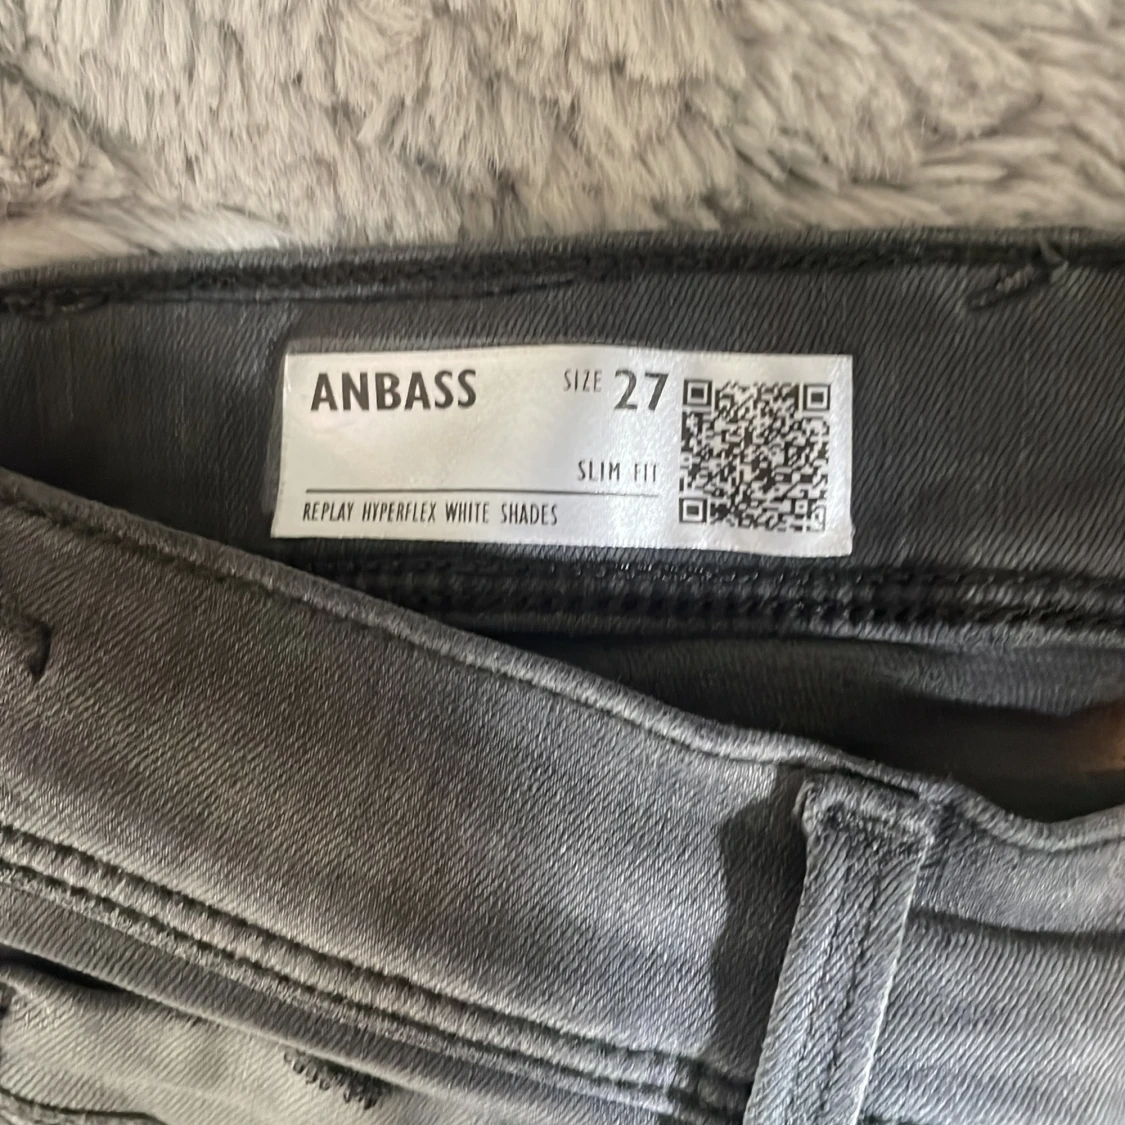 ANBASS
SIZE 27
SLIM FIT
REPLAY HYPERFLEX WHITE SHADES